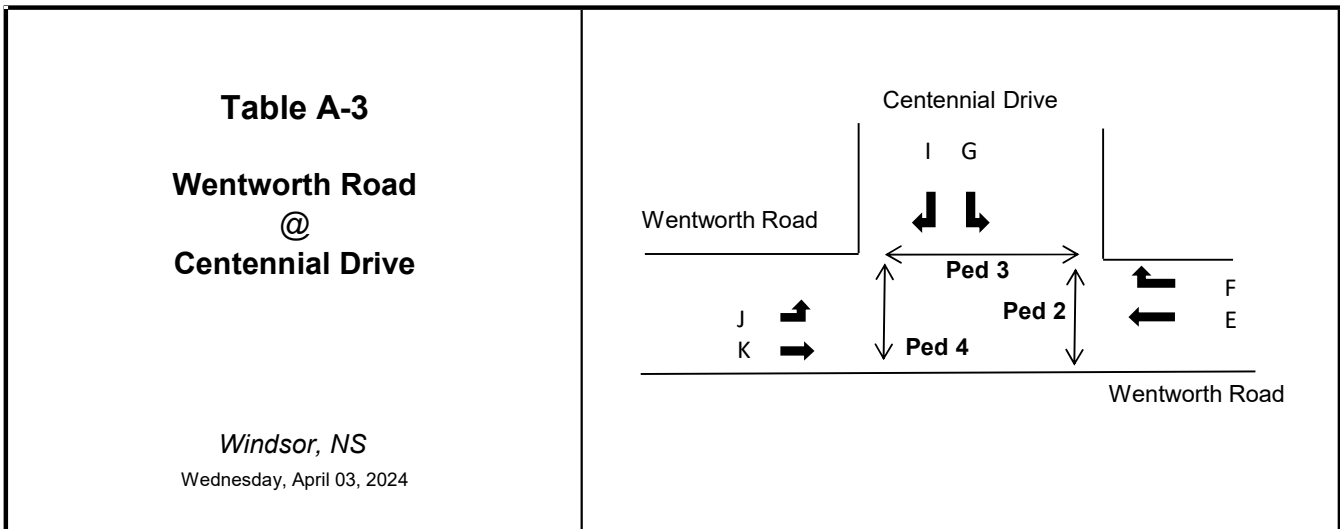 Table A-3
Wentworth Road
@
Centennial Drive
Windsor, NS
Wednesday, April 03, 2024
Centennial Drive
I G
Wentworth Road
Ped 3
Ped 2
F
J
E
K
Ped 4
Wentworth Road